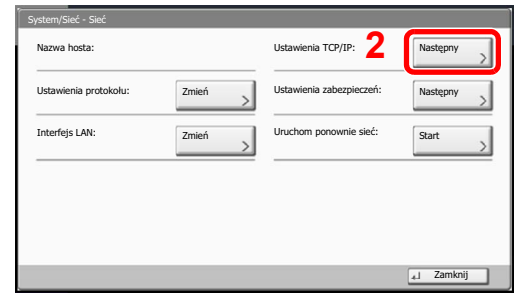 System/Sieć - Sieć
Nazwa hosta:
Ustawienia TCP/IP:
2
Następny
Ustawienia protokołu:
Zmień
Ustawienia zabezpieczeń:
Następny
Interfejs LAN:
Zmień
Uruchom ponownie sieć:
Start
Zamknij